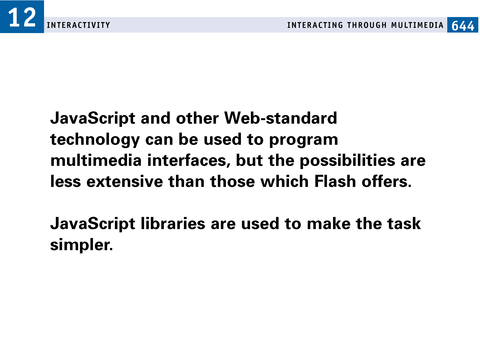 12 INTERACTIVITY INTERACTING THROUGH MULTIMEDIA 644
JavaScript and other Web-standard
technology can be used to program
multimedia interfaces, but the possibilities are
less extensive than those which Flash offers.
JavaScript libraries are used to make the task
simpler.